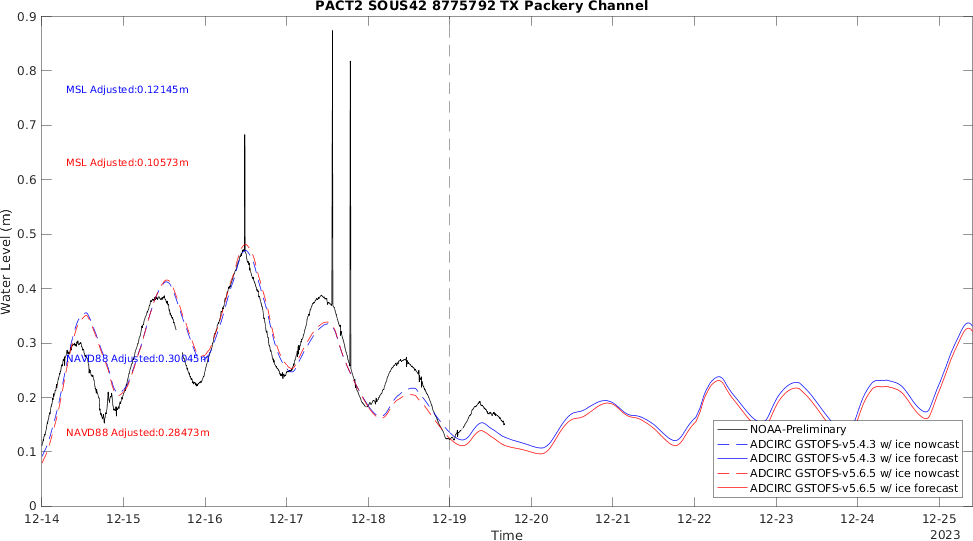 PACT2 SOUS42 8775792 TX Packery Channel
0.9
0.8
0.7
0.6
0.5
0.4
0.3
0.2
0.1
0
Water Level (m)
MSL Adjusted:0.12145m
MSL Adjusted:0.10573m
NAVD88 Adjusted:0.30045m
NAVD88 Adjusted:0.28473m
NOAA-Preliminary
ADCIRC GSTOFS-v5.4.3 w/ ice nowcast
ADCIRC GSTOFS-v5.4.3 w/ ice forecast
ADCIRC GSTOFS-v5.6.5 w/ ice nowcast
ADCIRC GSTOFS-v5.6.5 w/ ice forecast
12-14 12-15 12-16 12-17 12-18 12-19 12-20 12-21 12-22 12-23 12-24 12-25
Time
2023